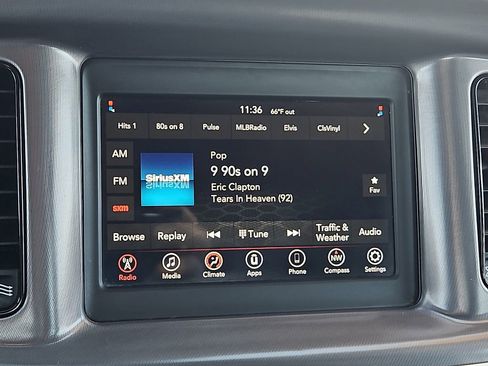 11:36 66°F out
Hits 1 80s on 8 Pulse MLBRadio Elvis ClsVinyl
AM
FM
sxm
SiriusXM
Pop
9 90s on 9
Eric Clapton
Tears In Heaven (92)
Fav
Browse Replay Tune Traffic & Weather Audio
Radio Media Climate Apps Phone NW Compass Settings